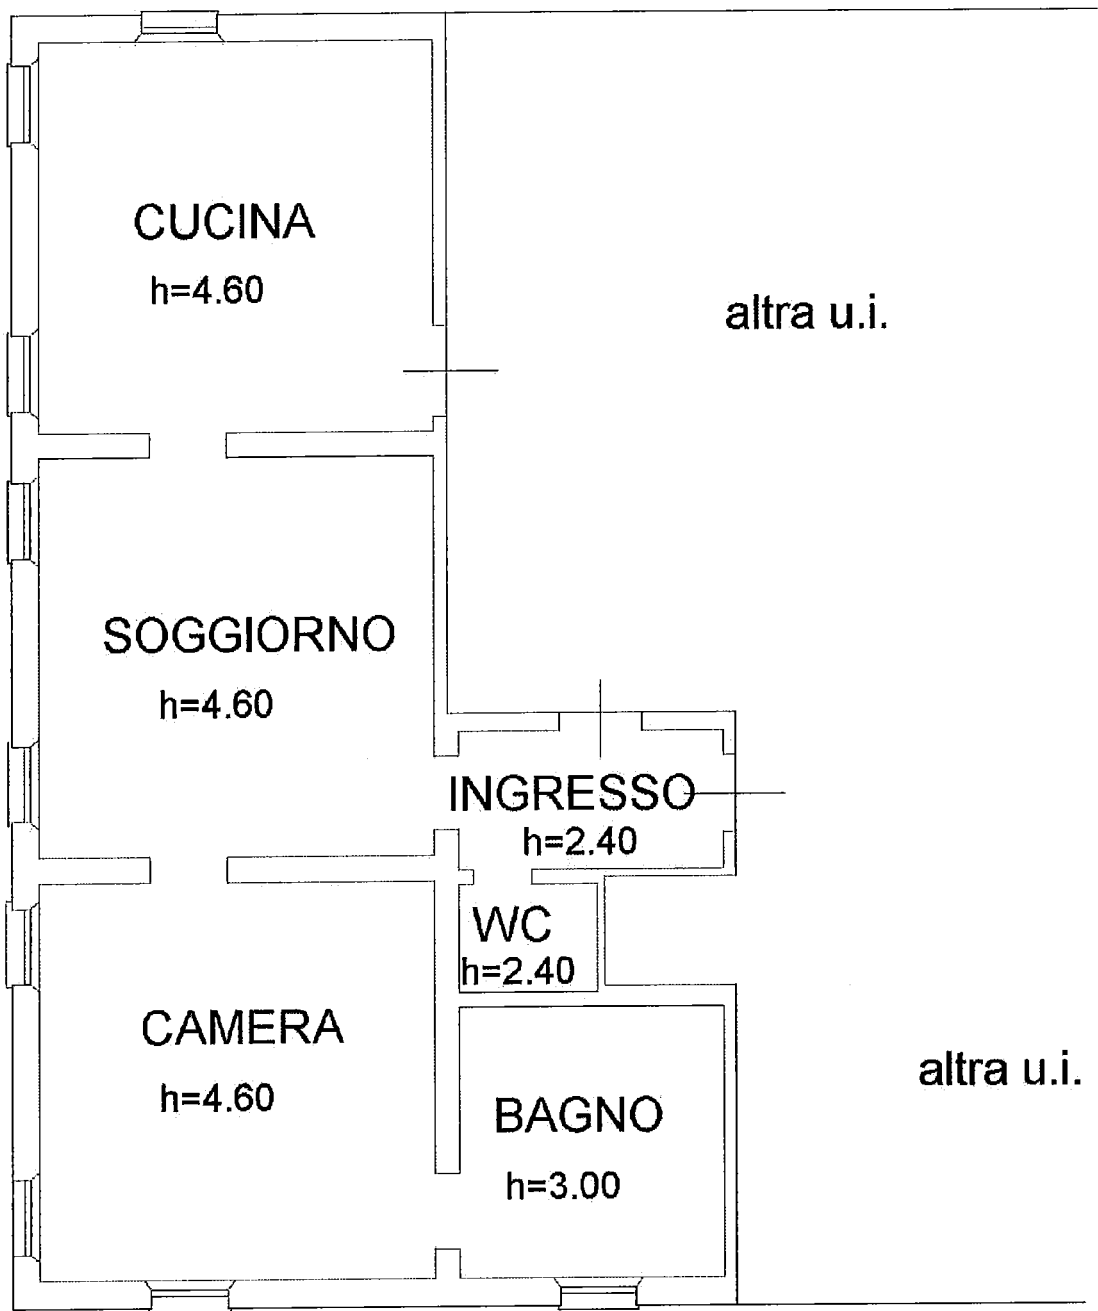 CUCINA
h=4.60
altra u.i.
SOGGIORNO
h=4.60
INGRESSO
h=2.40
WC
h=2.40
CAMERA
h=4.60
altra u.i.
BAGNO
h=3.00